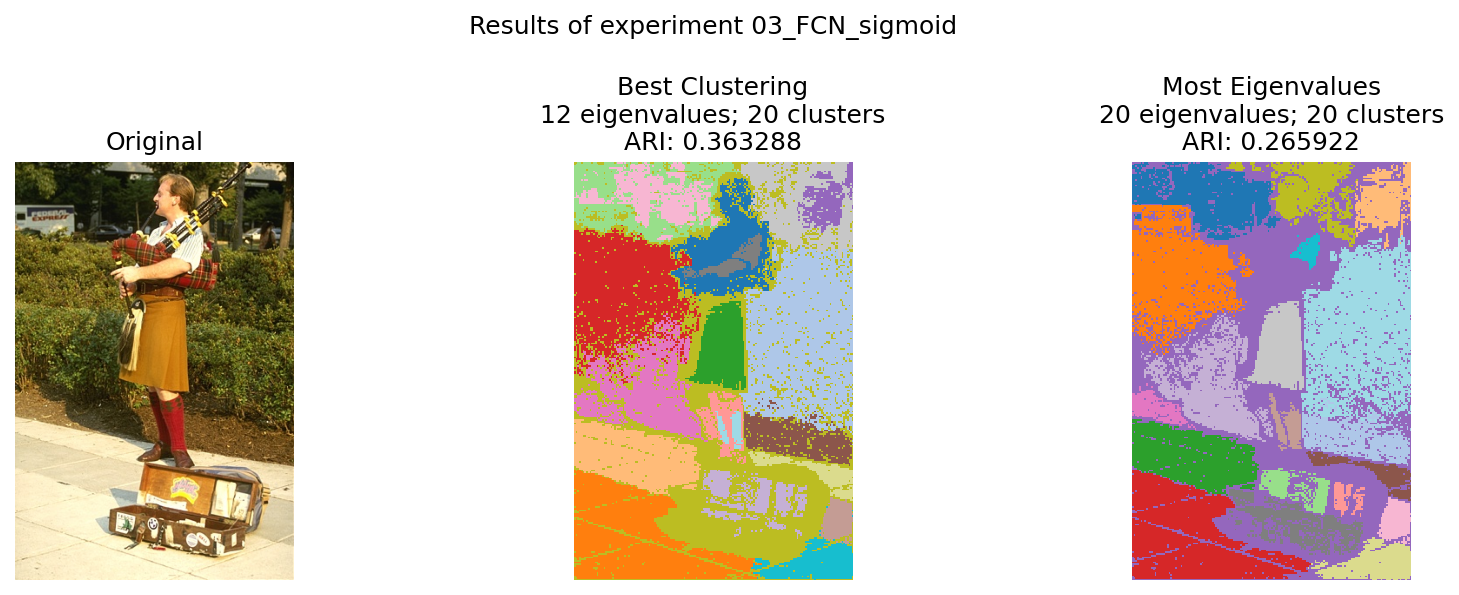 Results of experiment 03_FCN_sigmoid
Original
Best Clustering
12 eigenvalues; 20 clusters
ARI: 0.363288
Most Eigenvalues
20 eigenvalues; 20 clusters
ARI: 0.265922
EXPRESS